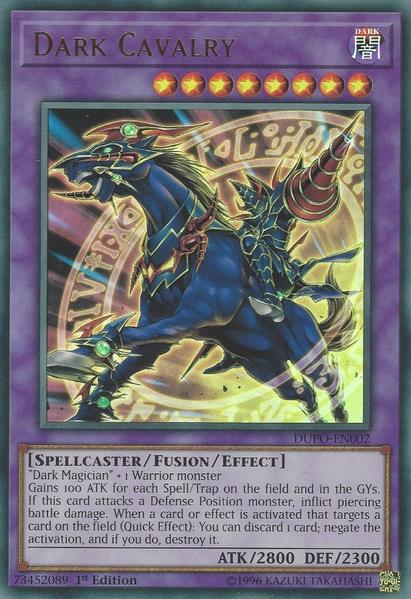 DARK CAVALRY
DARK
闇
DUPO-EN002
[SPELLCASTER/FUSION/EFFECT]
"Dark Magician" + 1 Warrior monster
Gains 100 ATK for each Spell/Trap on the field and in the GYs.
If this card attacks a Defense Position monster, inflict piercing
battle damage. When a card or effect is activated that targets a
card on the field (Quick Effect): You can discard 1 card; negate
the activation, and if you do, destroy it.
ATK/2800 DEF/2300
73452089 1st Edition ©1996 KAZUKI TAKAHASHI